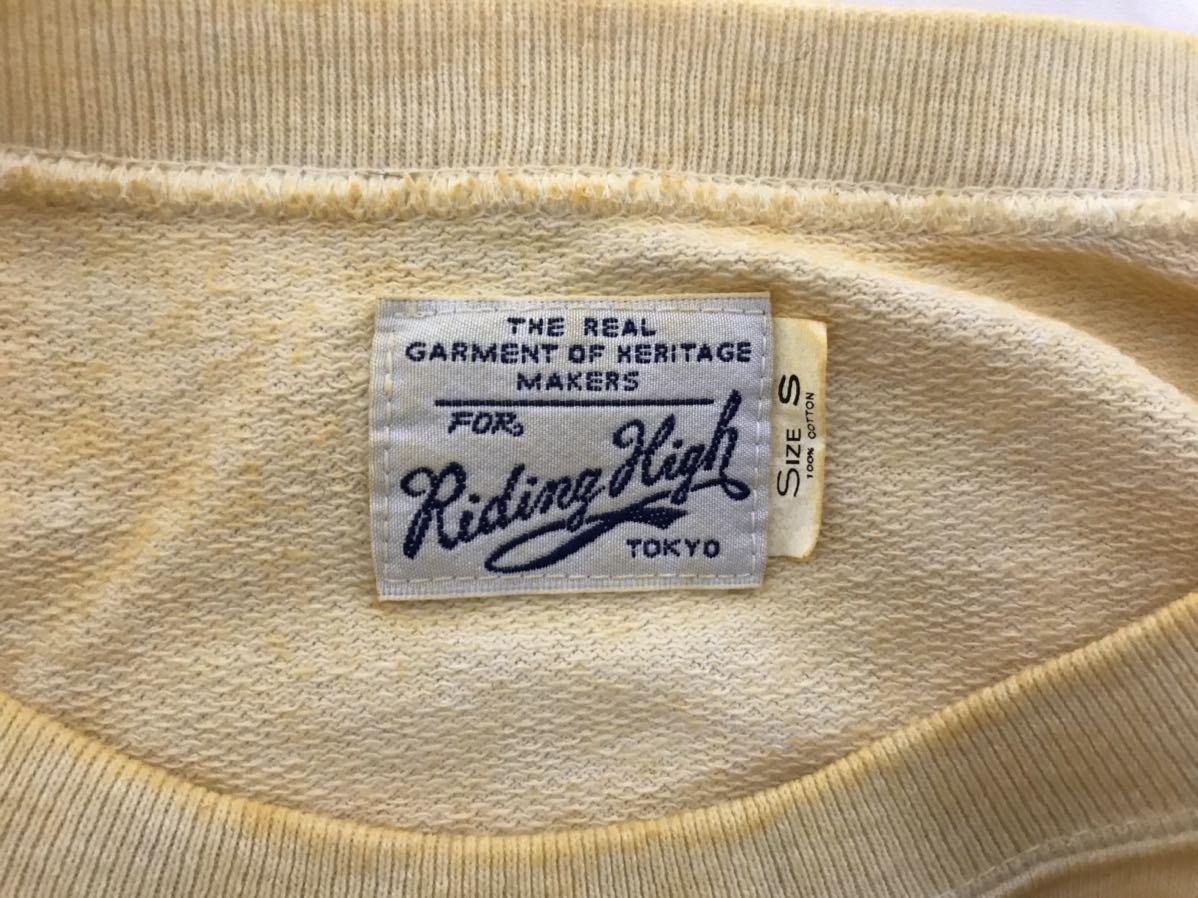 THE REAL
GARMENT OF HERITAGE
MAKERS
FOR
Riding High
TOKYO
SIZE S
100% COTTON